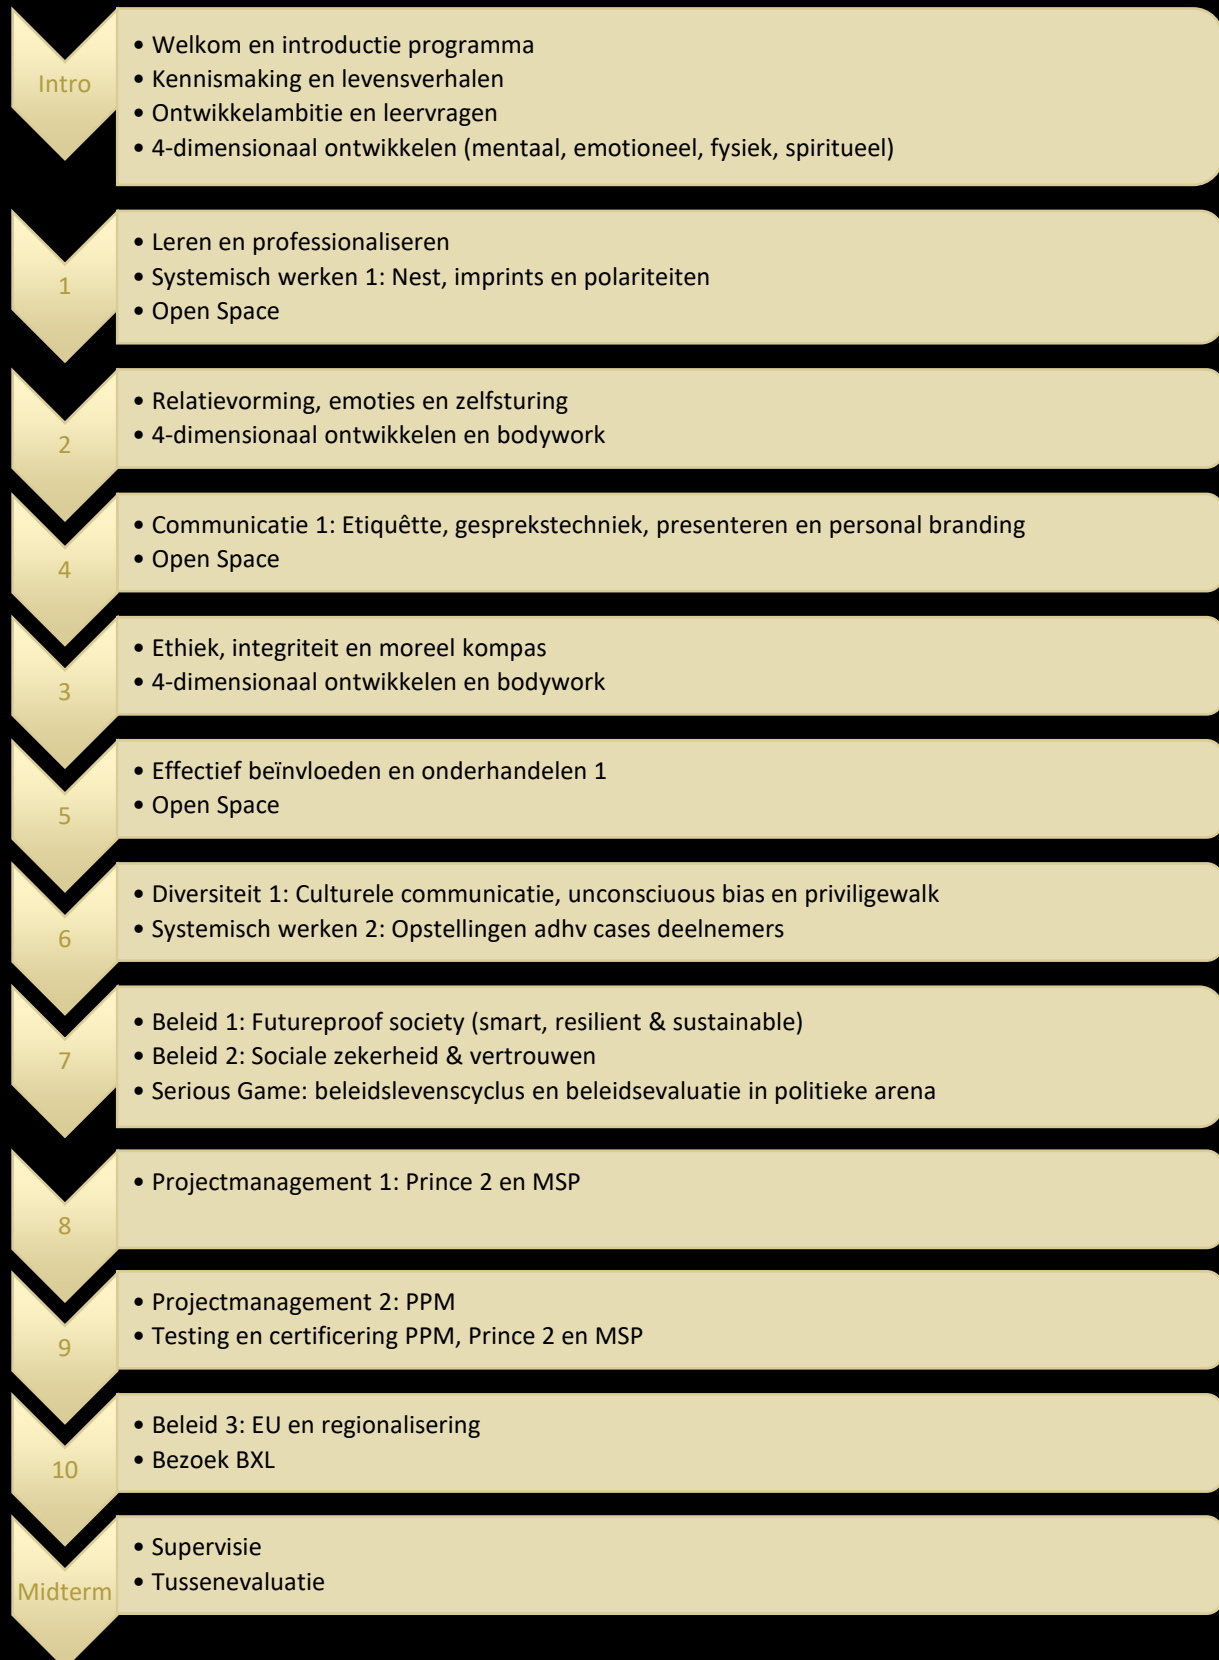 Intro
• Welkom en introductie programma
• Kennismaking en levensverhalen
• Ontwikkelambitie en leervragen
• 4-dimensionaal ontwikkelen (mentaal, emotioneel, fysiek, spiritueel)
1
• Leren en professionaliseren
• Systemisch werken 1: Nest, imprints en polariteiten
• Open Space
2
• Relatievorming, emoties en zelfsturing
• 4-dimensionaal ontwikkelen en bodywork
4
• Communicatie 1: Etiquêtte, gesprekstechniek, presenteren en personal branding
• Open Space
3
• Ethiek, integriteit en moreel kompas
• 4-dimensionaal ontwikkelen en bodywork
5
• Effectief beïnvloeden en onderhandelen 1
• Open Space
6
• Diversiteit 1: Culturele communicatie, unconsciuous bias en priviligewalk
• Systemisch werken 2: Opstellingen adhv cases deelnemers
7
• Beleid 1: Futureproof society (smart, resilient & sustainable)
• Beleid 2: Sociale zekerheid & vertrouwen
• Serious Game: beleidslevenscyclus en beleidsevaluatie in politieke arena
8
• Projectmanagement 1: Prince 2 en MSP
9
• Projectmanagement 2: PPM
• Testing en certificering PPM, Prince 2 en MSP
10
• Beleid 3: EU en regionalisering
• Bezoek BXL
Midterm
• Supervisie
• Tussenevaluatie